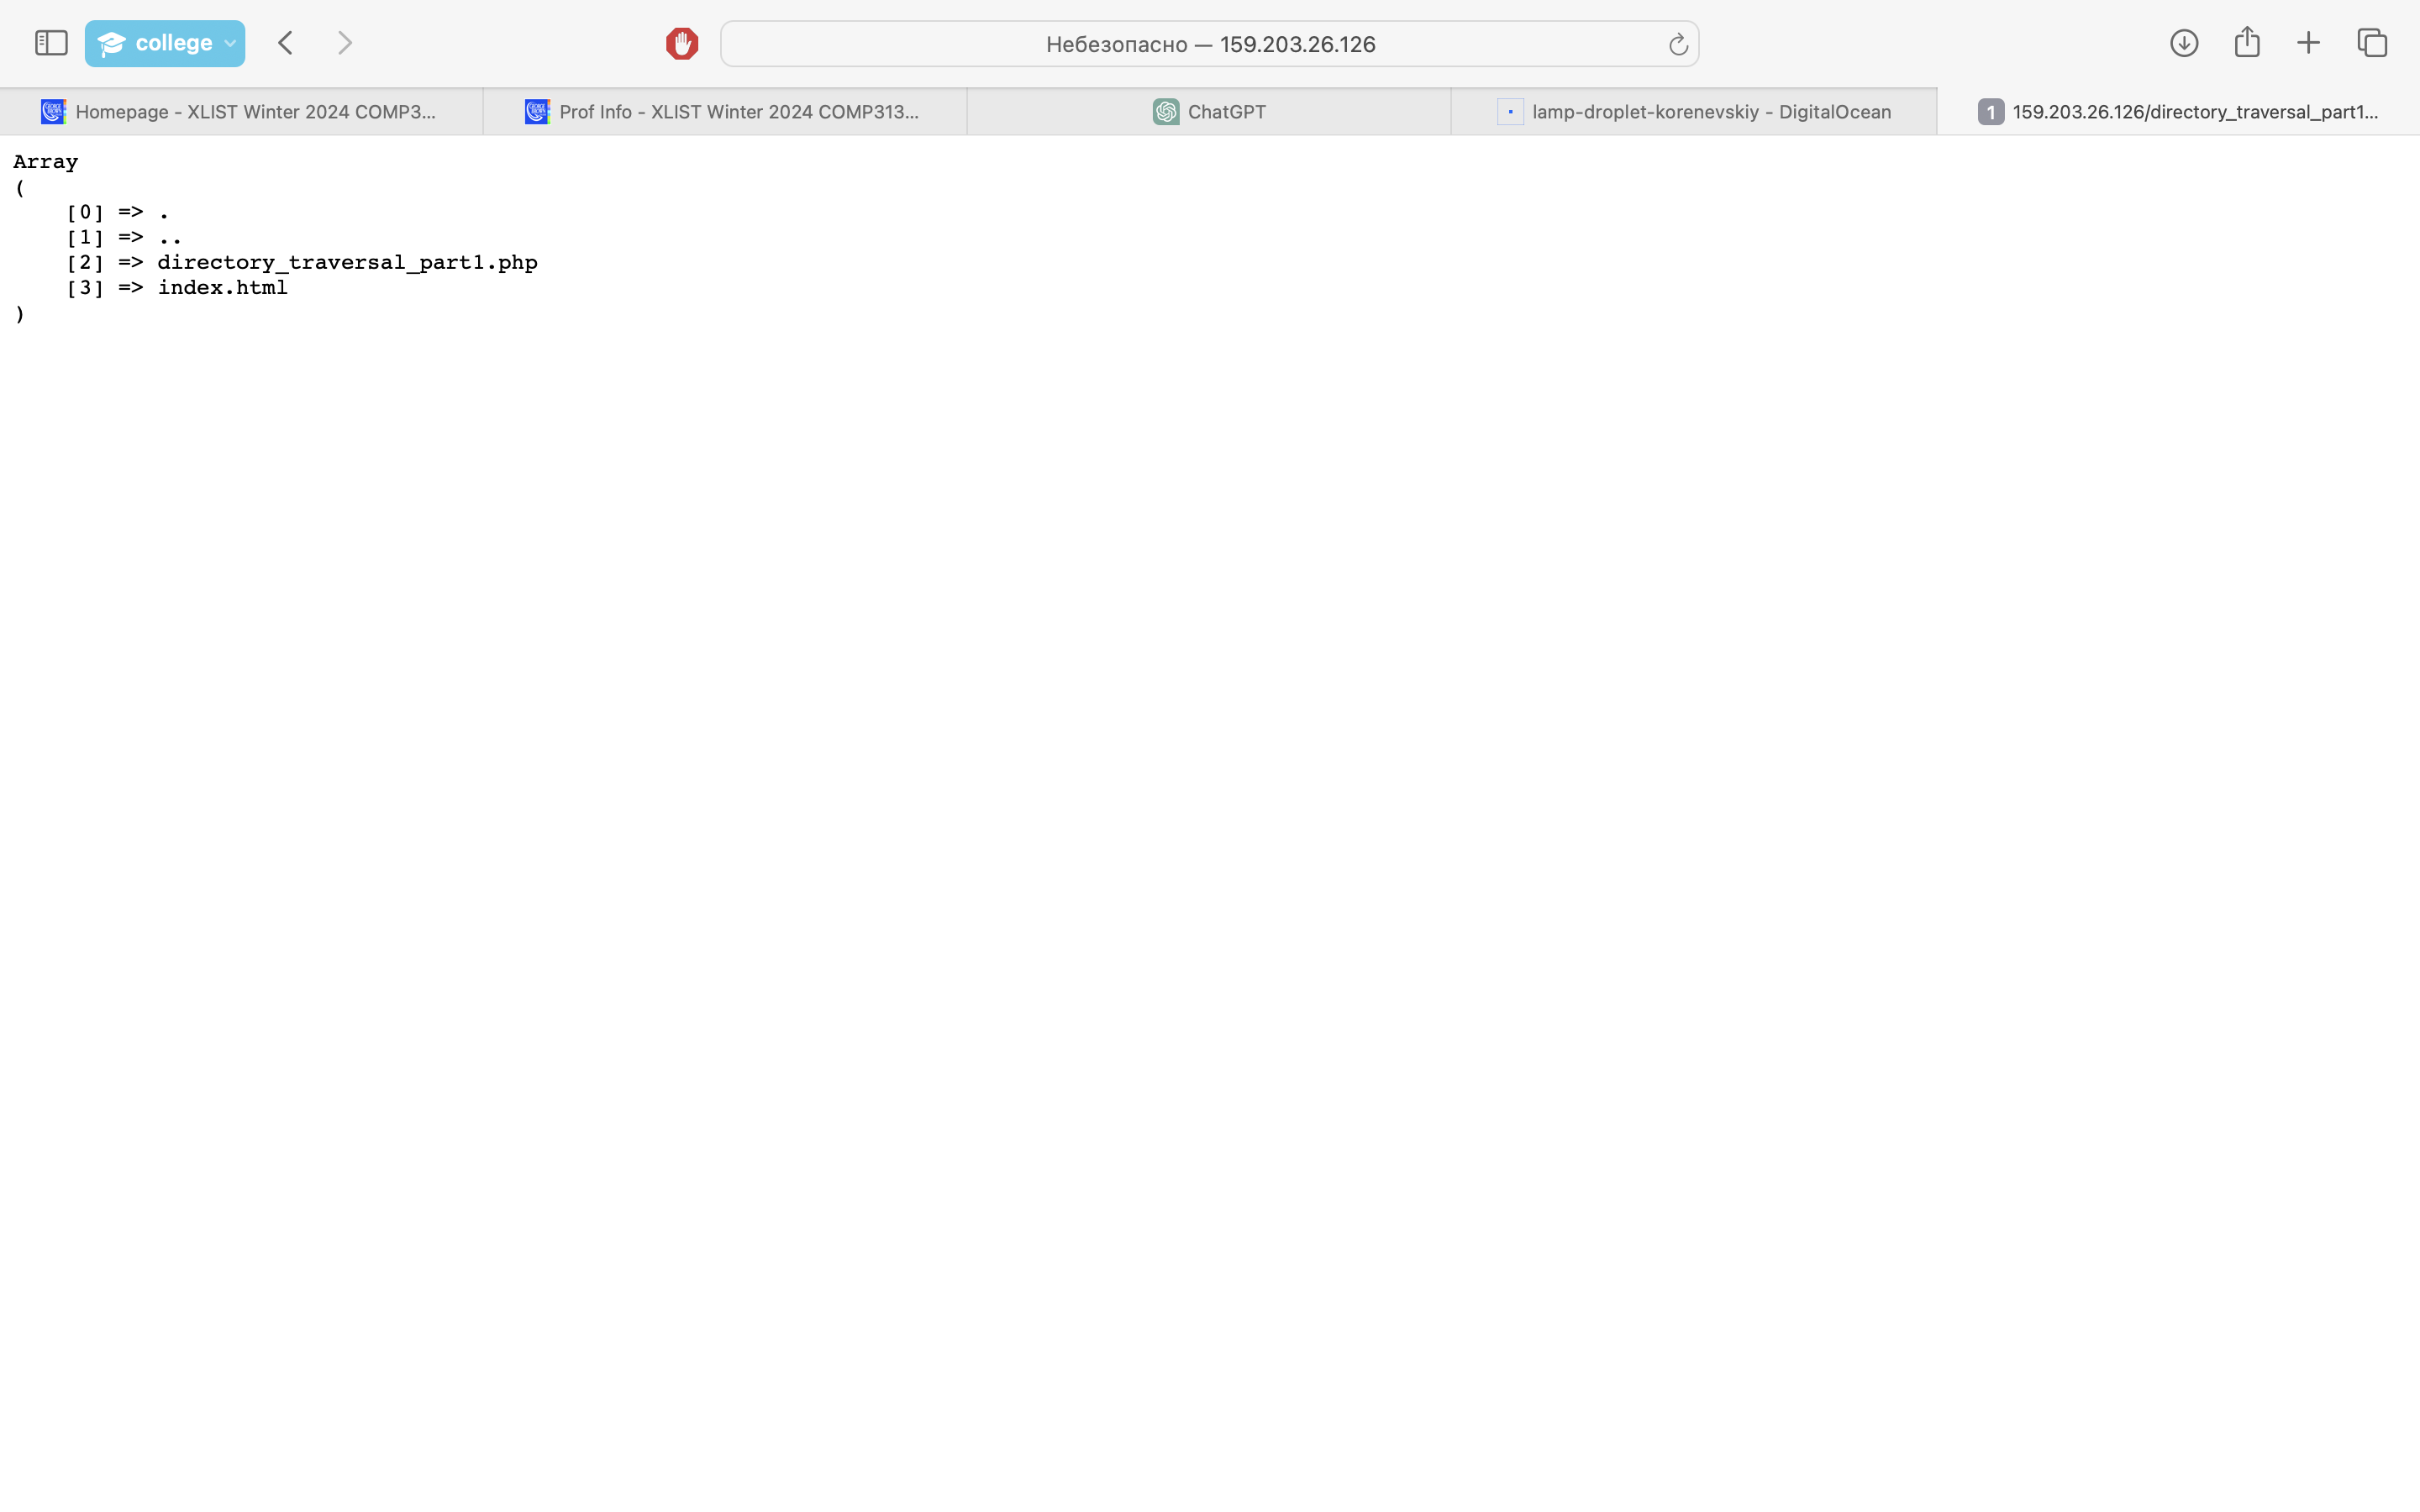 college
Небезопасно — 159.203.26.126
Homepage - XLIST Winter 2024 COMP3...
Prof Info - XLIST Winter 2024 COMP313...
ChatGPT
lamp-droplet-korenevskiy - DigitalOcean
1 159.203.26.126/directory_traversal_part1...
Array
(
[0] => .
[1] => ..
[2] => directory_traversal_part1.php
[3] => index.html
)